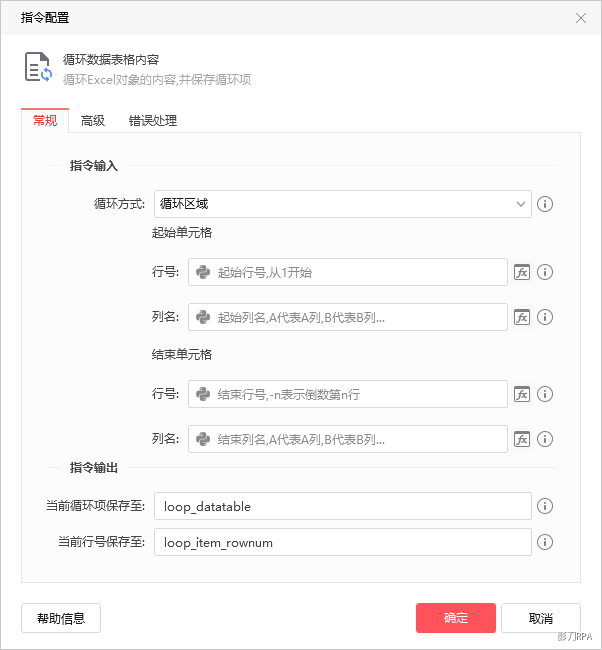 指令配置
循环数据表格内容
循环Excel对象的内容,并保存循环项
常规 高级 错误处理
指令输入
循环方式: 循环区域
起始单元格
行号: 起始行号,从1开始
列名: 起始列名,A代表A列,B代表B列...
结束单元格
行号: 结束行号,-n表示倒数第n行
列名: 结束列名,A代表A列,B代表B列...
指令输出
当前循环项保存至: loop_datatable
当前行号保存至: loop_item_rownum
帮助信息 确定 取消
影刀RPA